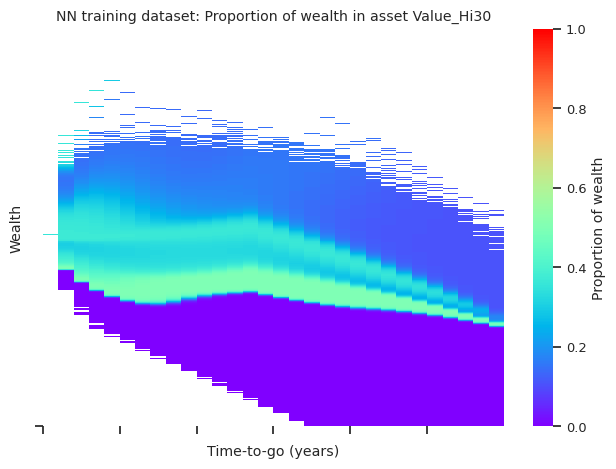 NN training dataset: Proportion of wealth in asset Value_Hi30
1.0
0.8
0.6
0.4
0.2
0.0
Proportion of wealth
Wealth
Time-to-go (years)